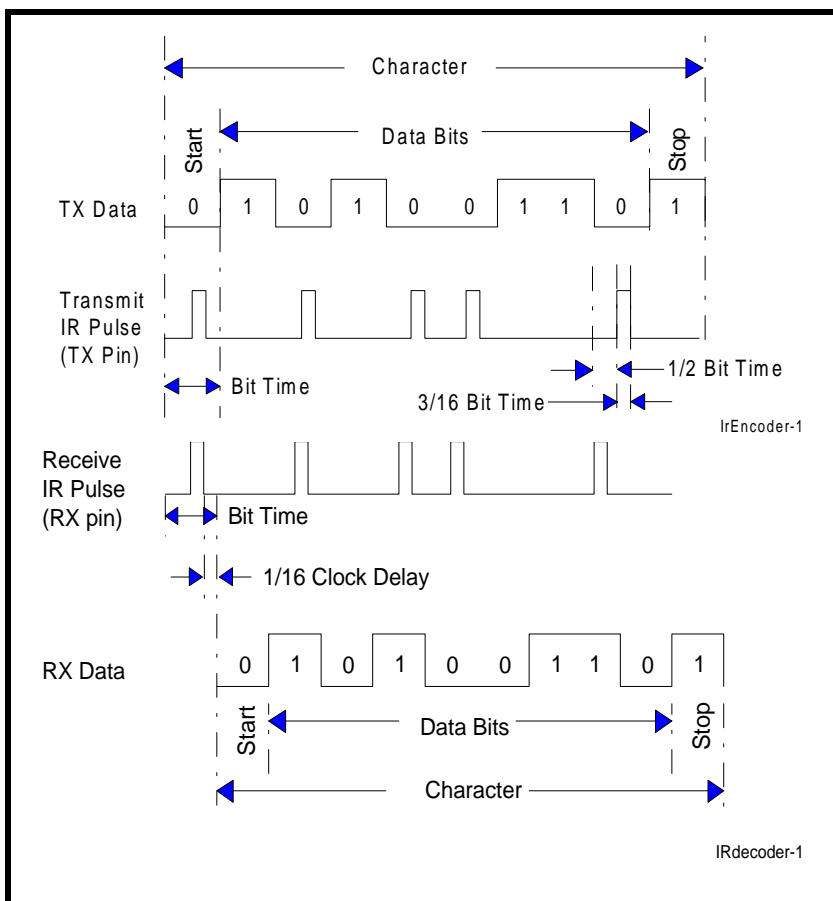 Character
Start
Data Bits
Stop
TX Data
0 1 0 1 0 0 1 1 0 1
Transmit
IR Pulse
(TX Pin)
Bit Time
1/2 Bit Time
3/16 Bit Time
IrEncoder-1
Receive
IR Pulse
(RX pin)
Bit Time
1/16 Clock Delay
RX Data
0 1 0 1 0 0 1 1 0 1
Start
Data Bits
Stop
Character
IRdecoder-1